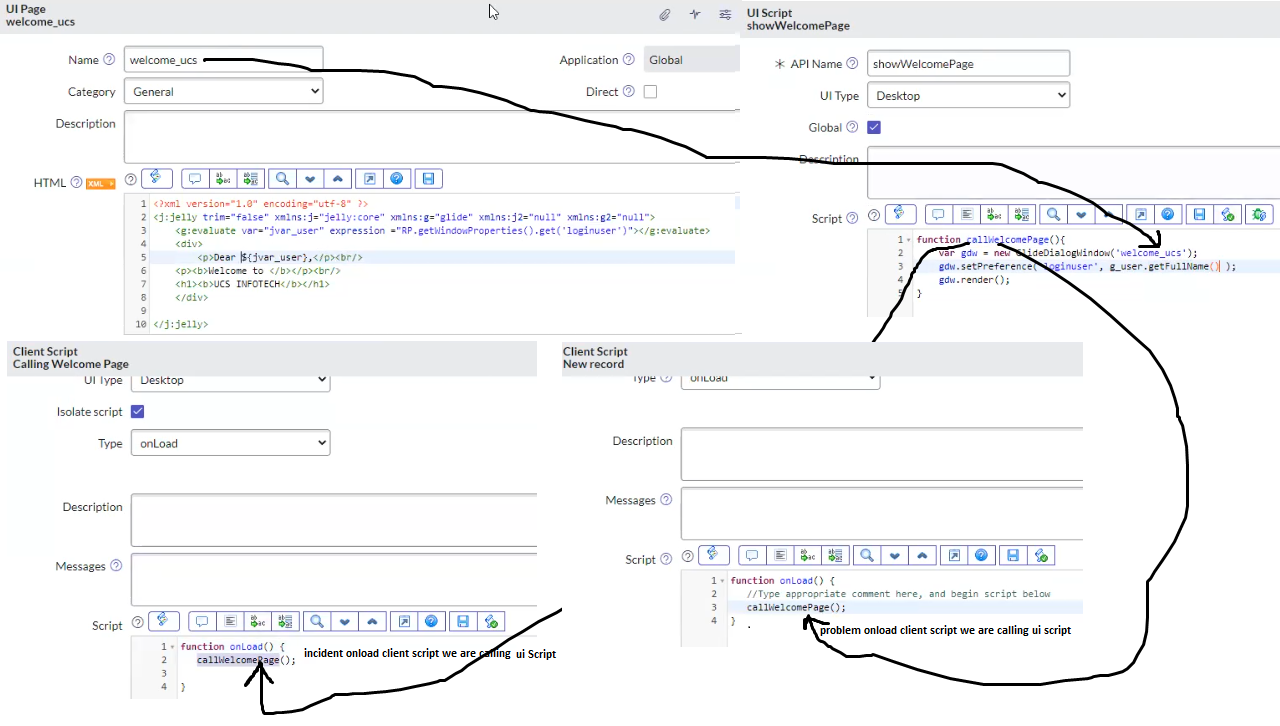 UI Page
welcome_ucs
Name
welcome_ucs
Application
Global
Category
General
Direct
Description
HTML
XML
1 <?xml version="1.0" encoding="utf-8" ?>
2 <j:jelly trim="false" xmlns:j="jelly:core" xmlns:g="glide" xmlns:j2="null" xmlns:g2="null">
3 <g:evaluate var="jvar_user" expression ="RP.getWindowProperties().get('loginuser')"></g:evaluate>
4 <div>
5 <p>Dear ${jvar_user},</p><br/>
6 <p><b>Welcome to </b></p><br/>
7 <h1><b>UCS INFOTECH</b></h1>
8 </div>
9
10 </j:jelly>
UI Script
showWelcomePage
API Name
showWelcomePage
UI Type
Desktop
Global
Description
Script
1 function callWelcomePage(){
2 var gdw = new GlideDialogWindow('welcome_ucs');
3 gdw.setPreference('loginuser', g_user.getFullName() );
4 gdw.render();
5 }
Client Script
Calling Welcome Page
UI Type
Desktop
Isolate script
Type
onLoad
Description
Messages
Script
1 function onLoad() {
2 callWelcomePage();
3
4 }
incident onload client script we are calling ui Script
Client Script
New record
Type
onLoad
Description
Messages
Script
1 function onLoad() {
2 //Type appropriate comment here, and begin script below
3 callWelcomePage();
4 }
problem onload client script we are calling ui script